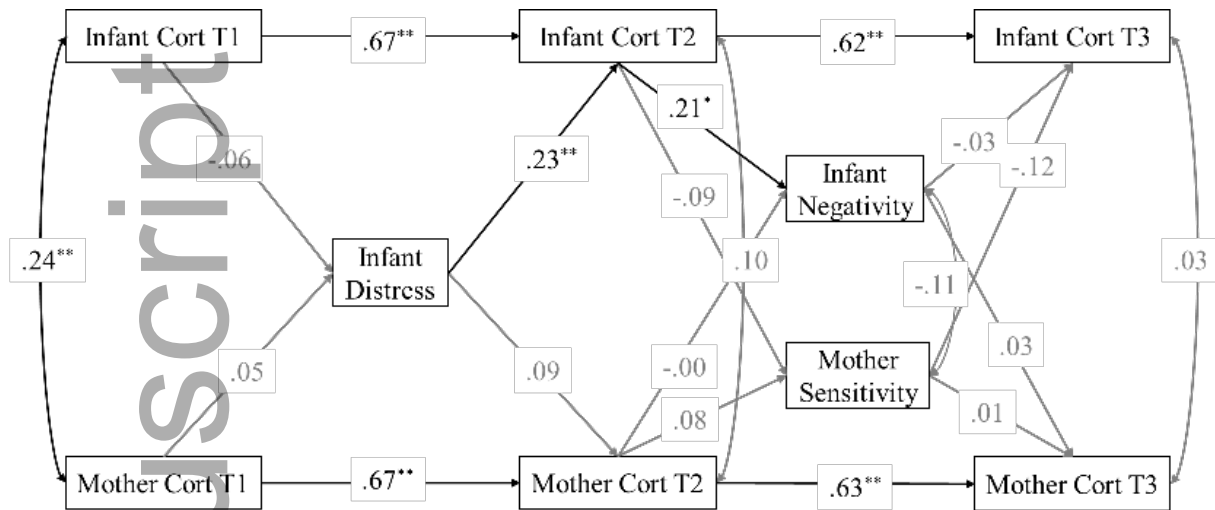 Infant Cort T1
.67**
Infant Cort T2
.62**
Infant Cort T3
.21*
-.06
.23**
-.03
-.12
Infant
Negativity
-.09
.24**
Infant
Distress
.10
.03
-.11
.05
.09
-.00
.03
Mother
Sensitivity
.08
.01
Mother Cort T1
.67**
Mother Cort T2
.63**
Mother Cort T3
uscript